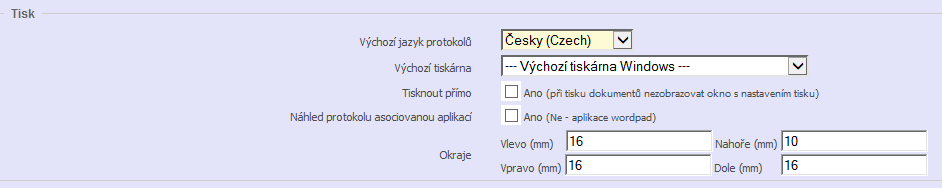 Tisk
Výchozí jazyk protokolů Česky (Czech)
Výchozí tiskárna --- Výchozí tiskárna Windows ---
Tisknout přímo Ano (při tisku dokumentů nezobrazovat okno s nastavením tisku)
Náhled protokolu asociovanou aplikací Ano (Ne - aplikace wordpad)
Okraje
Vlevo (mm) 16 Nahoře (mm) 10
Vpravo (mm) 16 Dole (mm) 16